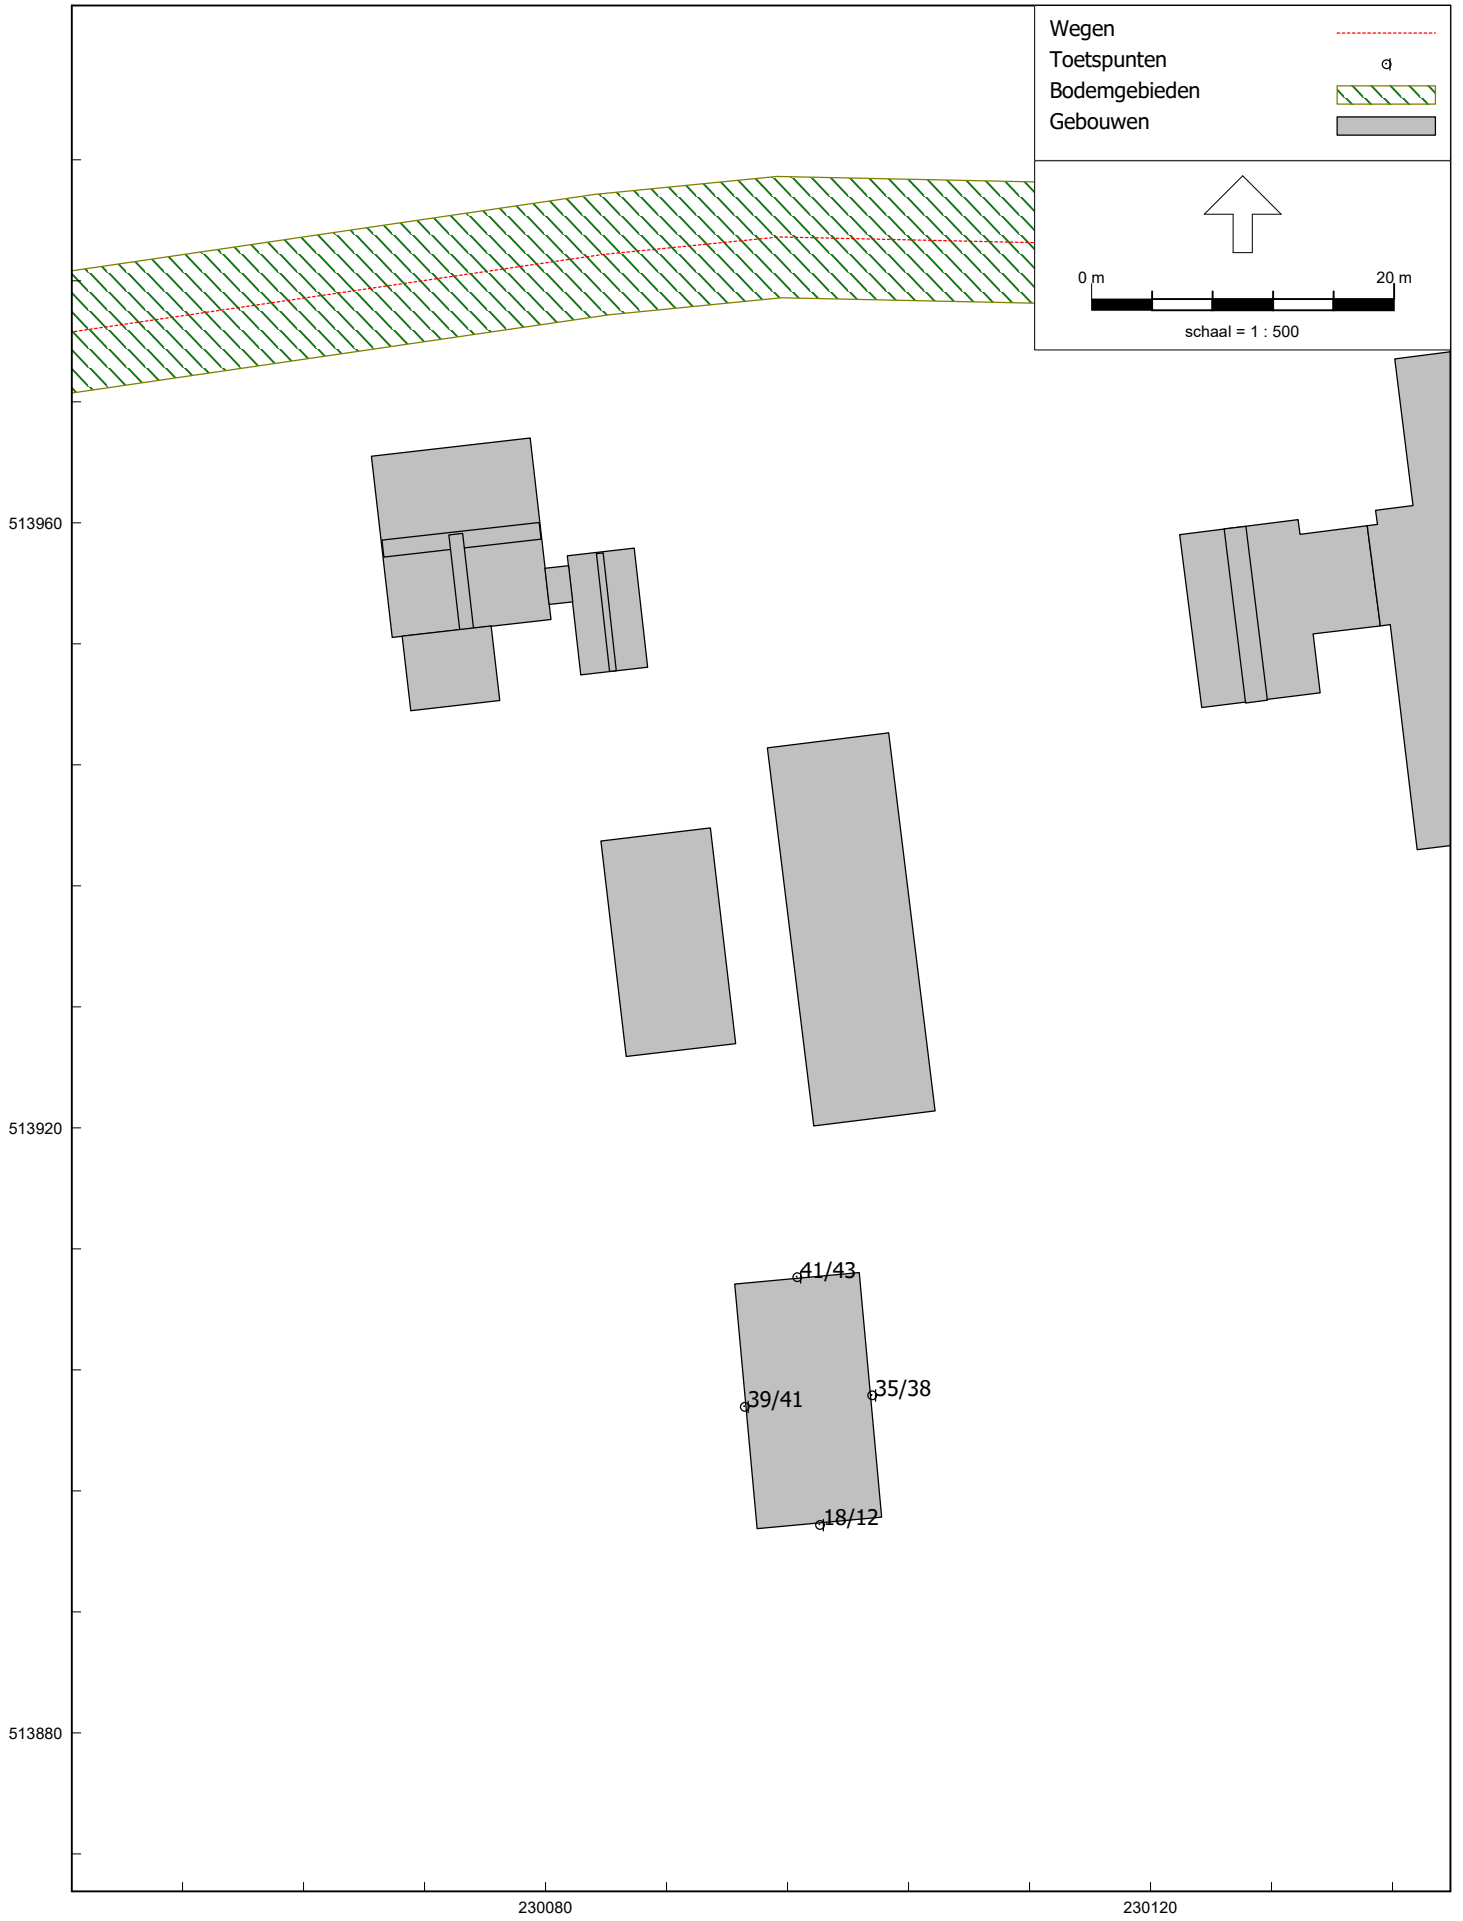 Wegen
Toetspunten
Bodemgebieden
Gebouwen
0 m 20 m
schaal = 1 : 500
513960
513920
41/43
35/38
39/41
18/12
513880
230080 230120